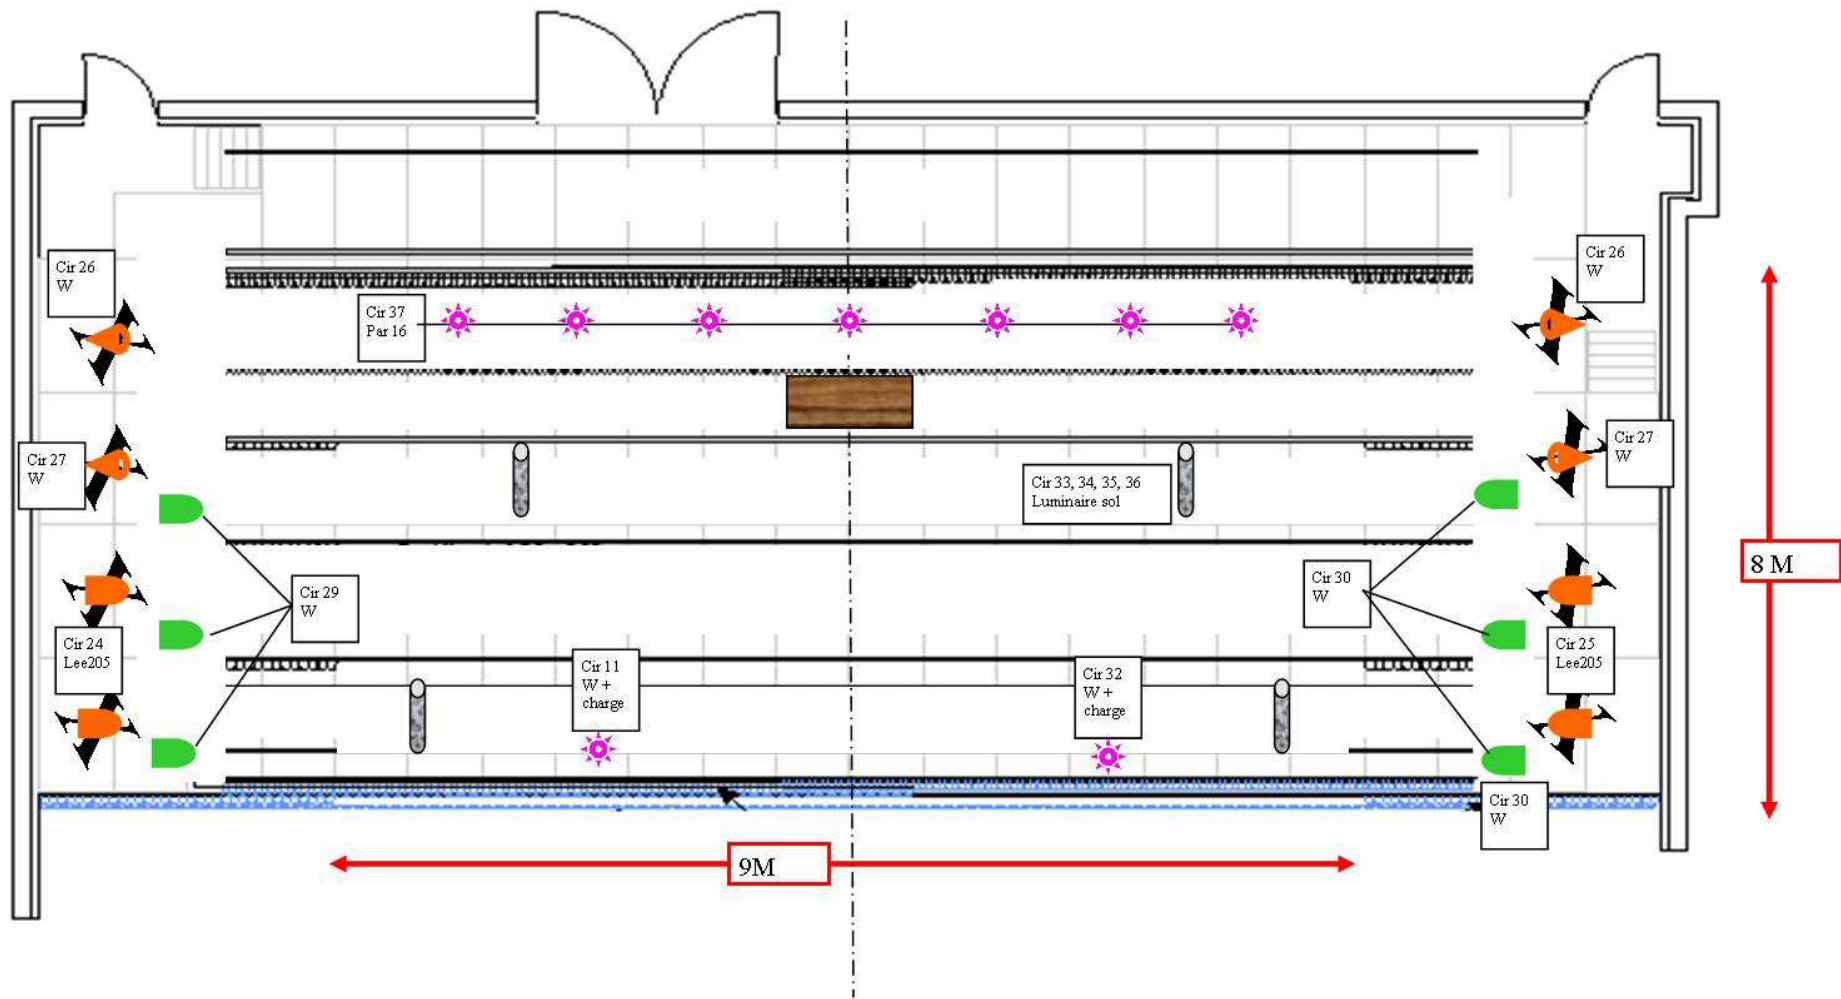 Cir 26
W
Cir 26
W
Cir 37
Par 16
Cir 27
W
Cir 27
W
Cir 33, 34, 35, 36
Luminaire sol
8 M
Cir 29
W
Cir 30
W
Cir 24
Lee205
Cir 25
Lee205
Cir 11
W +
charge
Cir 32
W +
charge
Cir 30
W
9M